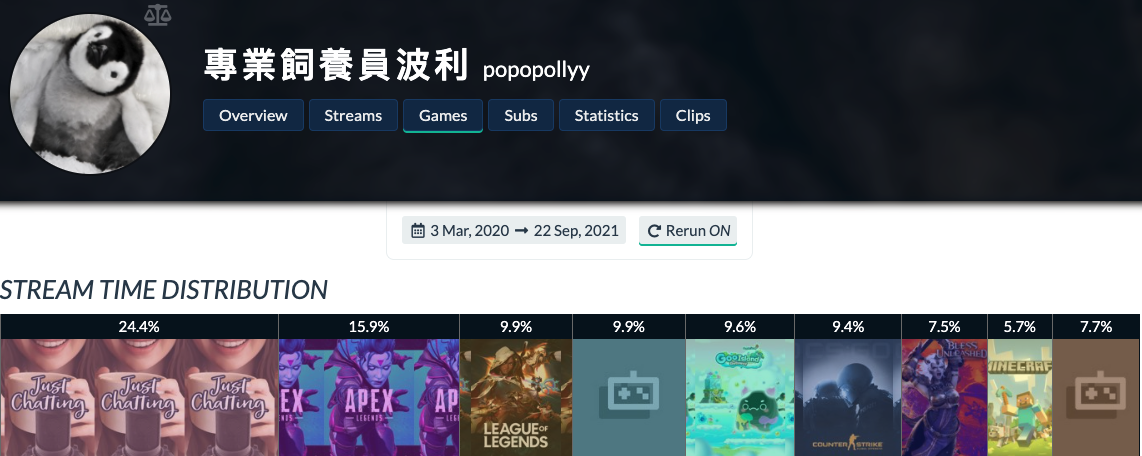 專業飼養員波利 popopollyy
Overview Streams Games Subs Statistics Clips
3 Mar, 2020 → 22 Sep, 2021 Rerun ON
STREAM TIME DISTRIBUTION
24.4% 15.9% 9.9% 9.9% 9.6% 9.4% 7.5% 5.7% 7.7%
Just Chatting Just Chatting Just Chatting
EX APEX AP
LEGENDS
LEAGUE OF
LEGENDS
COUNTER STRIKE
BLESS
UNLEASHED
MINECRAF